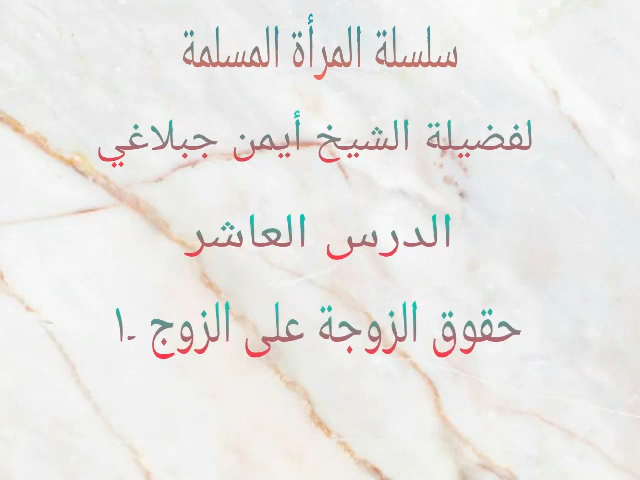 سلسلة المرأة المسلمة
لفضيلة الشيخ أيمن جبلاغي
الدرس العاشر
حقوق الزوجة على الزوج -١